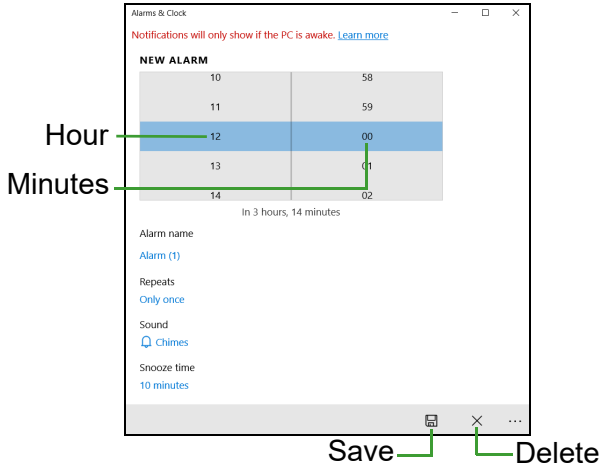 Alarms & Clock
Notifications will only show if the PC is awake. Learn more
NEW ALARM
10 58
11 59
Hour 12 00
13 01
Minutes
14 02
In 3 hours, 14 minutes
Alarm name
Alarm (1)
Repeats
Only once
Sound
Chimes
Snooze time
10 minutes
...
Save Delete